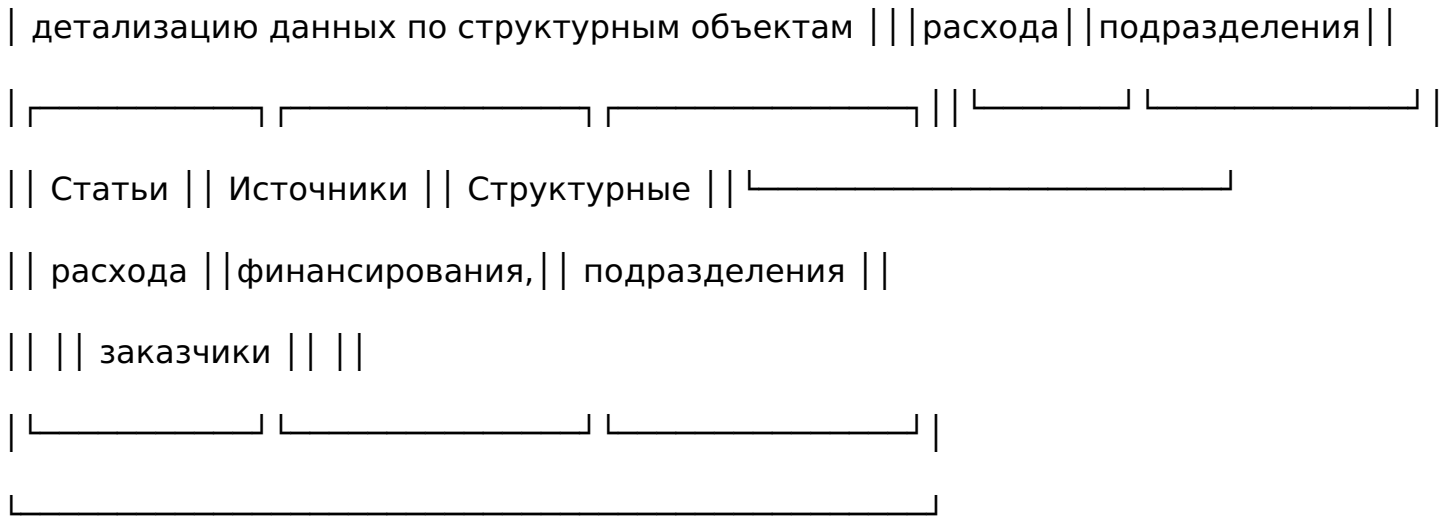 │ детализацию данных по структурным объектам │││расхода││подразделения││
│┌─────────┐┌────────────┐┌────────────┐││└──────┘└───────────┘│
││ Статьи ││ Источники ││ Структурные ││└────────────────────┘
││ расхода ││финансирования,││ подразделения ││
││ ││ заказчики ││ ││
│└─────────┘└────────────┘└────────────┘│
└──────────────────────────────────────┘